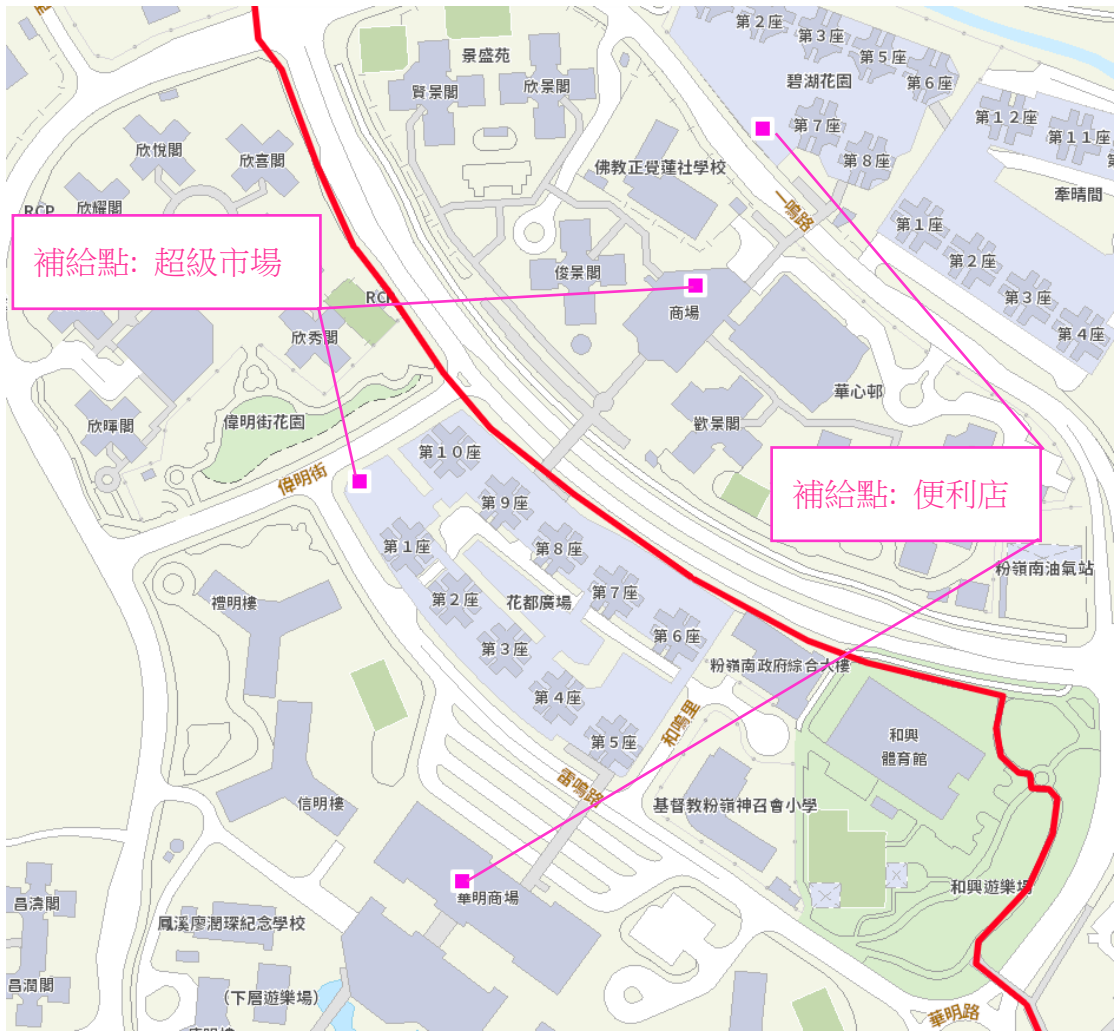 第２座
第３座
第５座
第６座
碧湖花園
第７座
第８座
景盛苑
賢景閣
欣景閣
佛教正覺蓮社學校
第１２座
第１１座
牽晴間
欣悅閣
欣喜閣
欣耀閣
RCP
一鳴路
第１座
第２座
第３座
第４座
補給點: 超級市場
俊景閣
商場
RCP
欣秀閣
華心邨
歡景閣
欣暉閣
偉明街花園
偉明街
第１０座
第９座
第８座
第７座
第６座
第１座
第２座
第３座
第４座
第５座
花都廣場
補給點: 便利店
粉嶺南油氣站
禮明樓
粉嶺南政府綜合大樓
和鳴里
雷鳴路
和興
體育館
信明樓
基督教粉嶺神召會小學
和興遊樂場
華明商場
昌濤閣
鳳溪廖潤琛紀念學校
昌潤閣
（下層遊樂場）
華明路